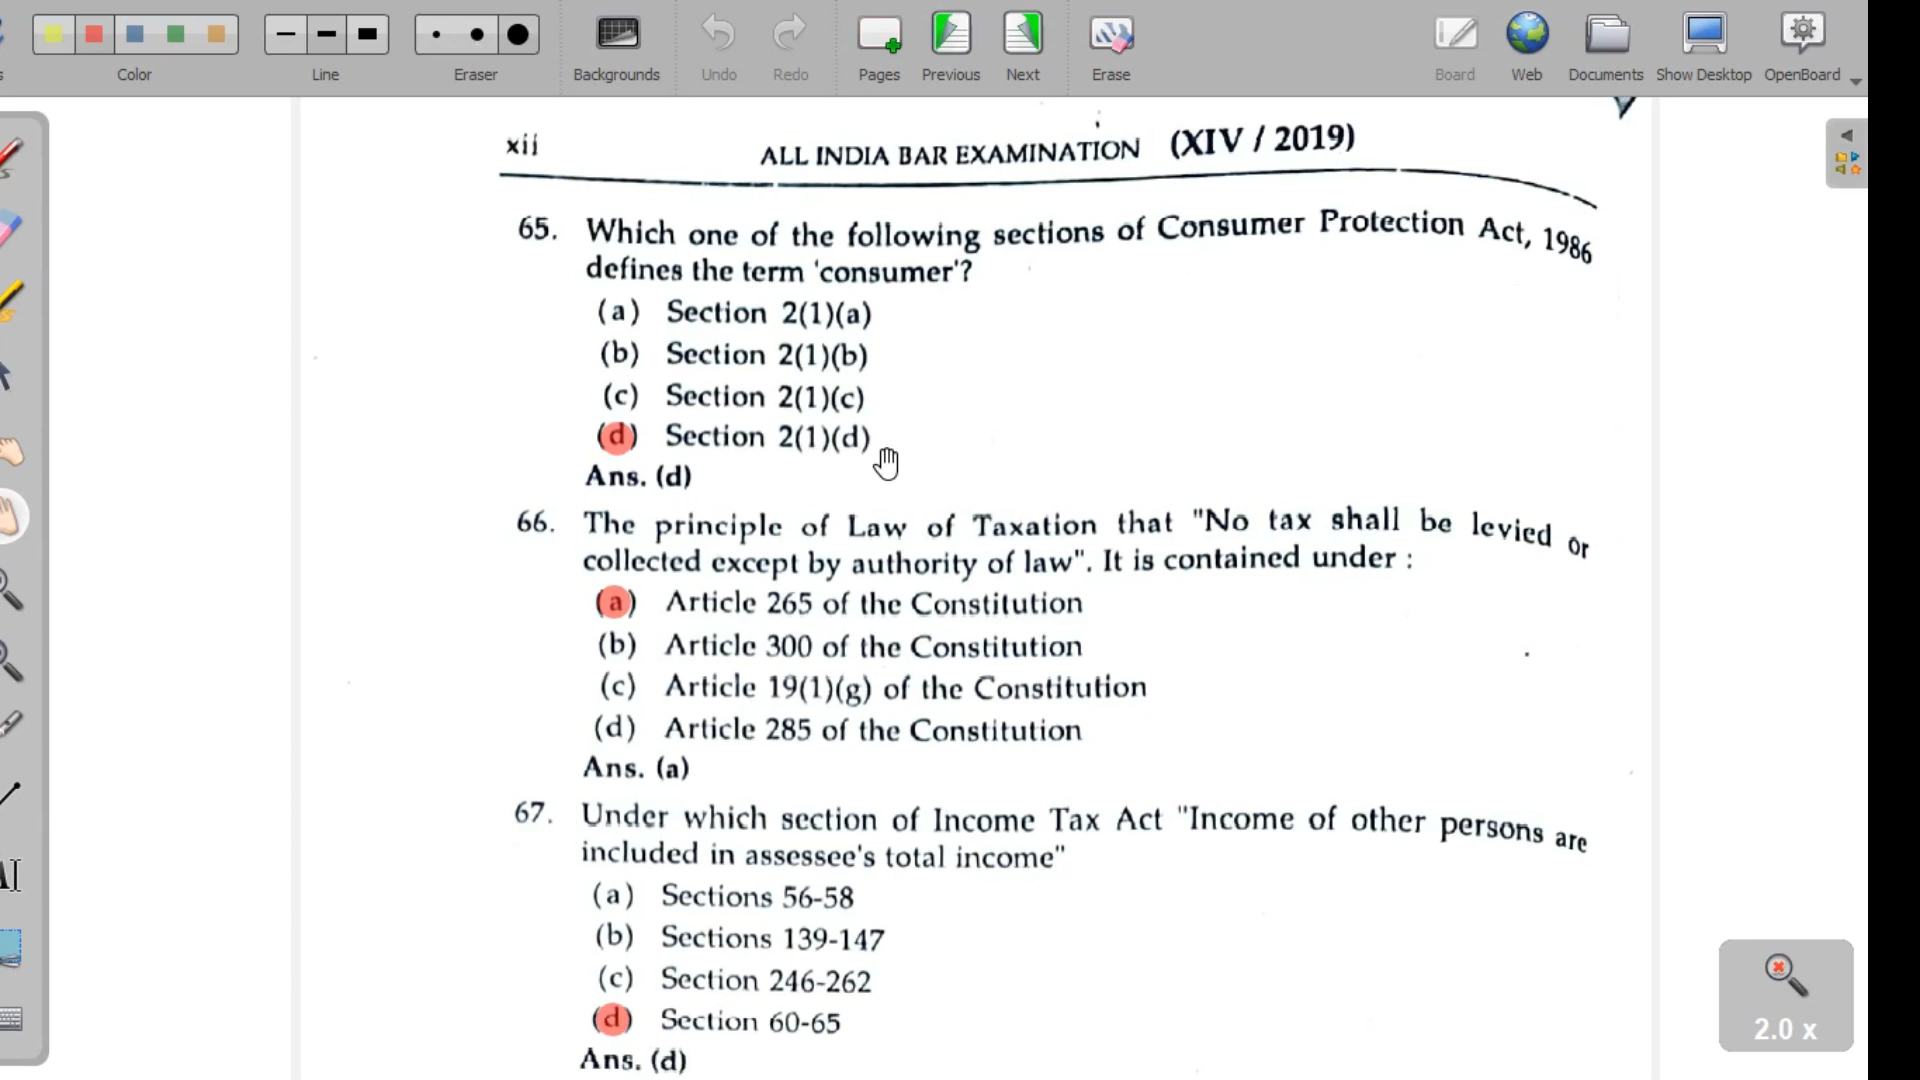 Color
Line
Eraser
Backgrounds
Undo
Redo
Pages
Previous
Next
Erase
Board
Web
Documents
Show Desktop
OpenBoard
xii ALL INDIA BAR EXAMINATION (XIV / 2019)
65. Which one of the following sections of Consumer Protection Act, 1986
defines the term 'consumer'?
(a) Section 2(1)(a)
(b) Section 2(1)(b)
(c) Section 2(1)(c)
(d) Section 2(1)(d)
Ans. (d)
66. The principle of Law of Taxation that "No tax shall be levied or
collected except by authority of law". It is contained under :
(a) Article 265 of the Constitution
(b) Article 300 of the Constitution
(c) Article 19(1)(g) of the Constitution
(d) Article 285 of the Constitution
Ans. (a)
67. Under which section of Income Tax Act "Income of other persons are
included in assessee's total income"
(a) Sections 56-58
(b) Sections 139-147
(c) Section 246-262
(d) Section 60-65
Ans. (d)
2.0 x